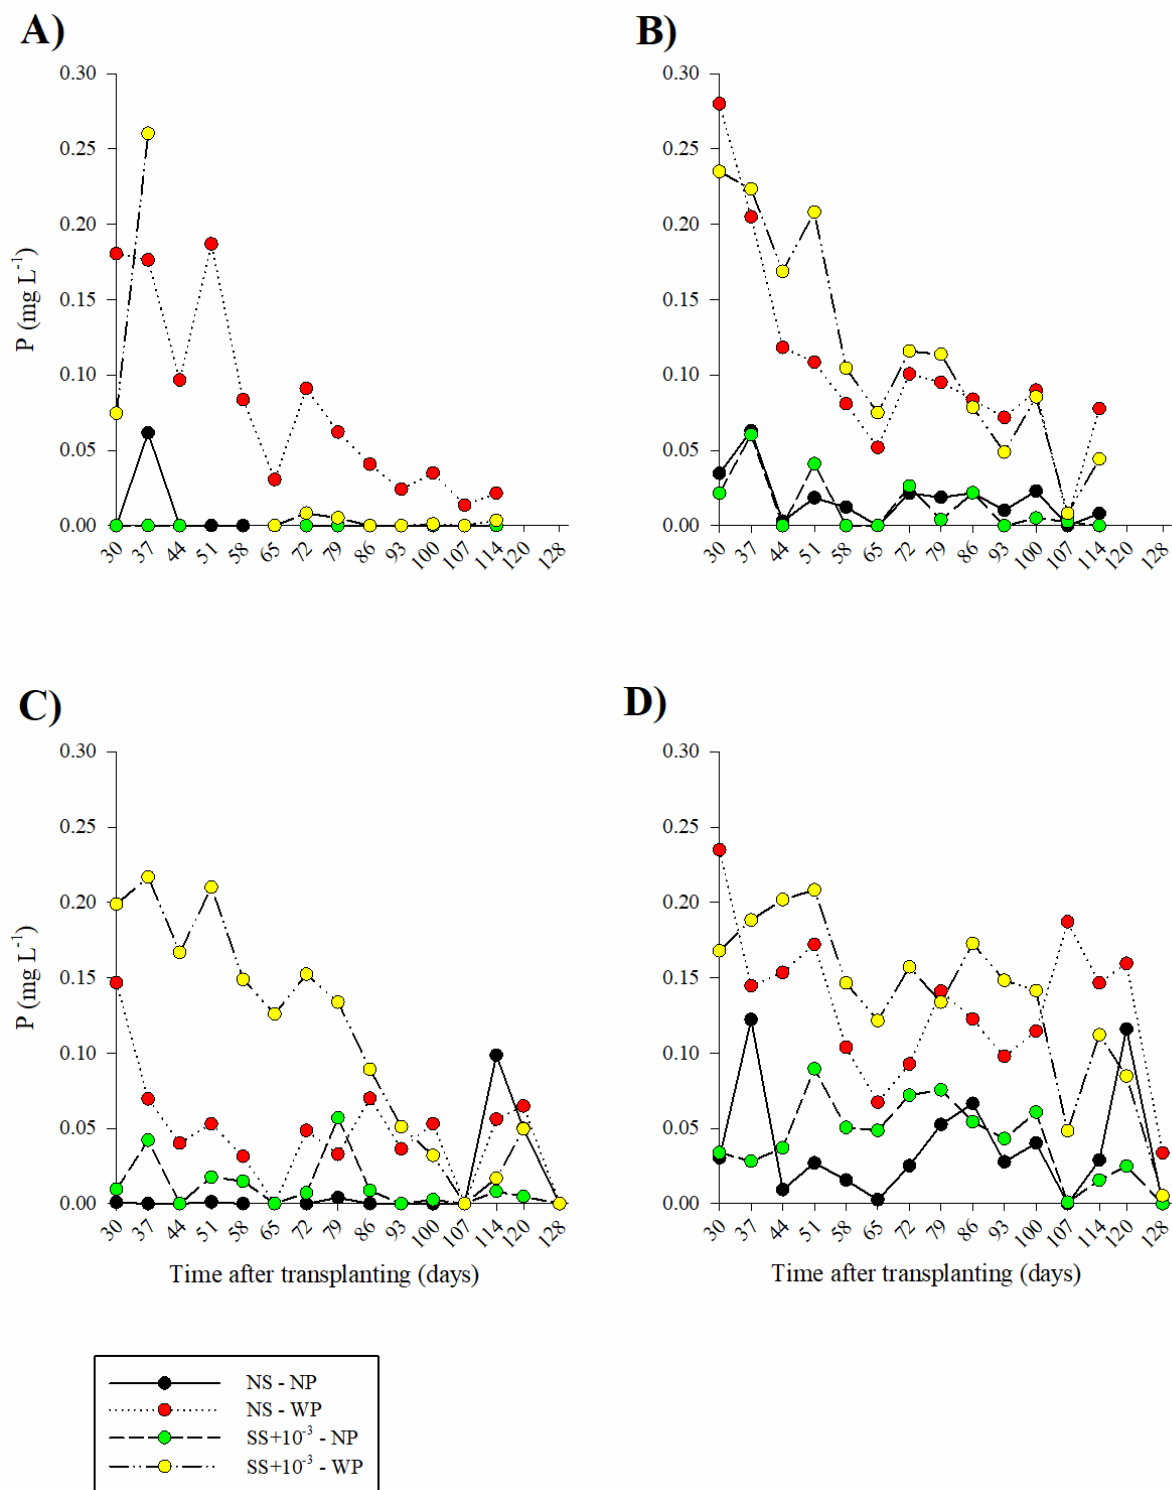 A)
B)
0.30
0.25
0.20
0.15
0.10
0.05
0.00
P (mg L⁻¹)
30 37 44 51 58 65 72 79 86 93 100 107 114 120 128
0.30
0.25
0.20
0.15
0.10
0.05
0.00
30 37 44 51 58 65 72 79 86 93 100 107 114 120 128
C)
D)
0.30
0.25
0.20
0.15
0.10
0.05
0.00
P (mg L⁻¹)
30 37 44 51 58 65 72 79 86 93 100 107 114 120 128
Time after transplanting (days)
0.30
0.25
0.20
0.15
0.10
0.05
0.00
30 37 44 51 58 65 72 79 86 93 100 107 114 120 128
Time after transplanting (days)
NS - NP
NS - WP
SS+10⁻³ - NP
SS+10⁻³ - WP